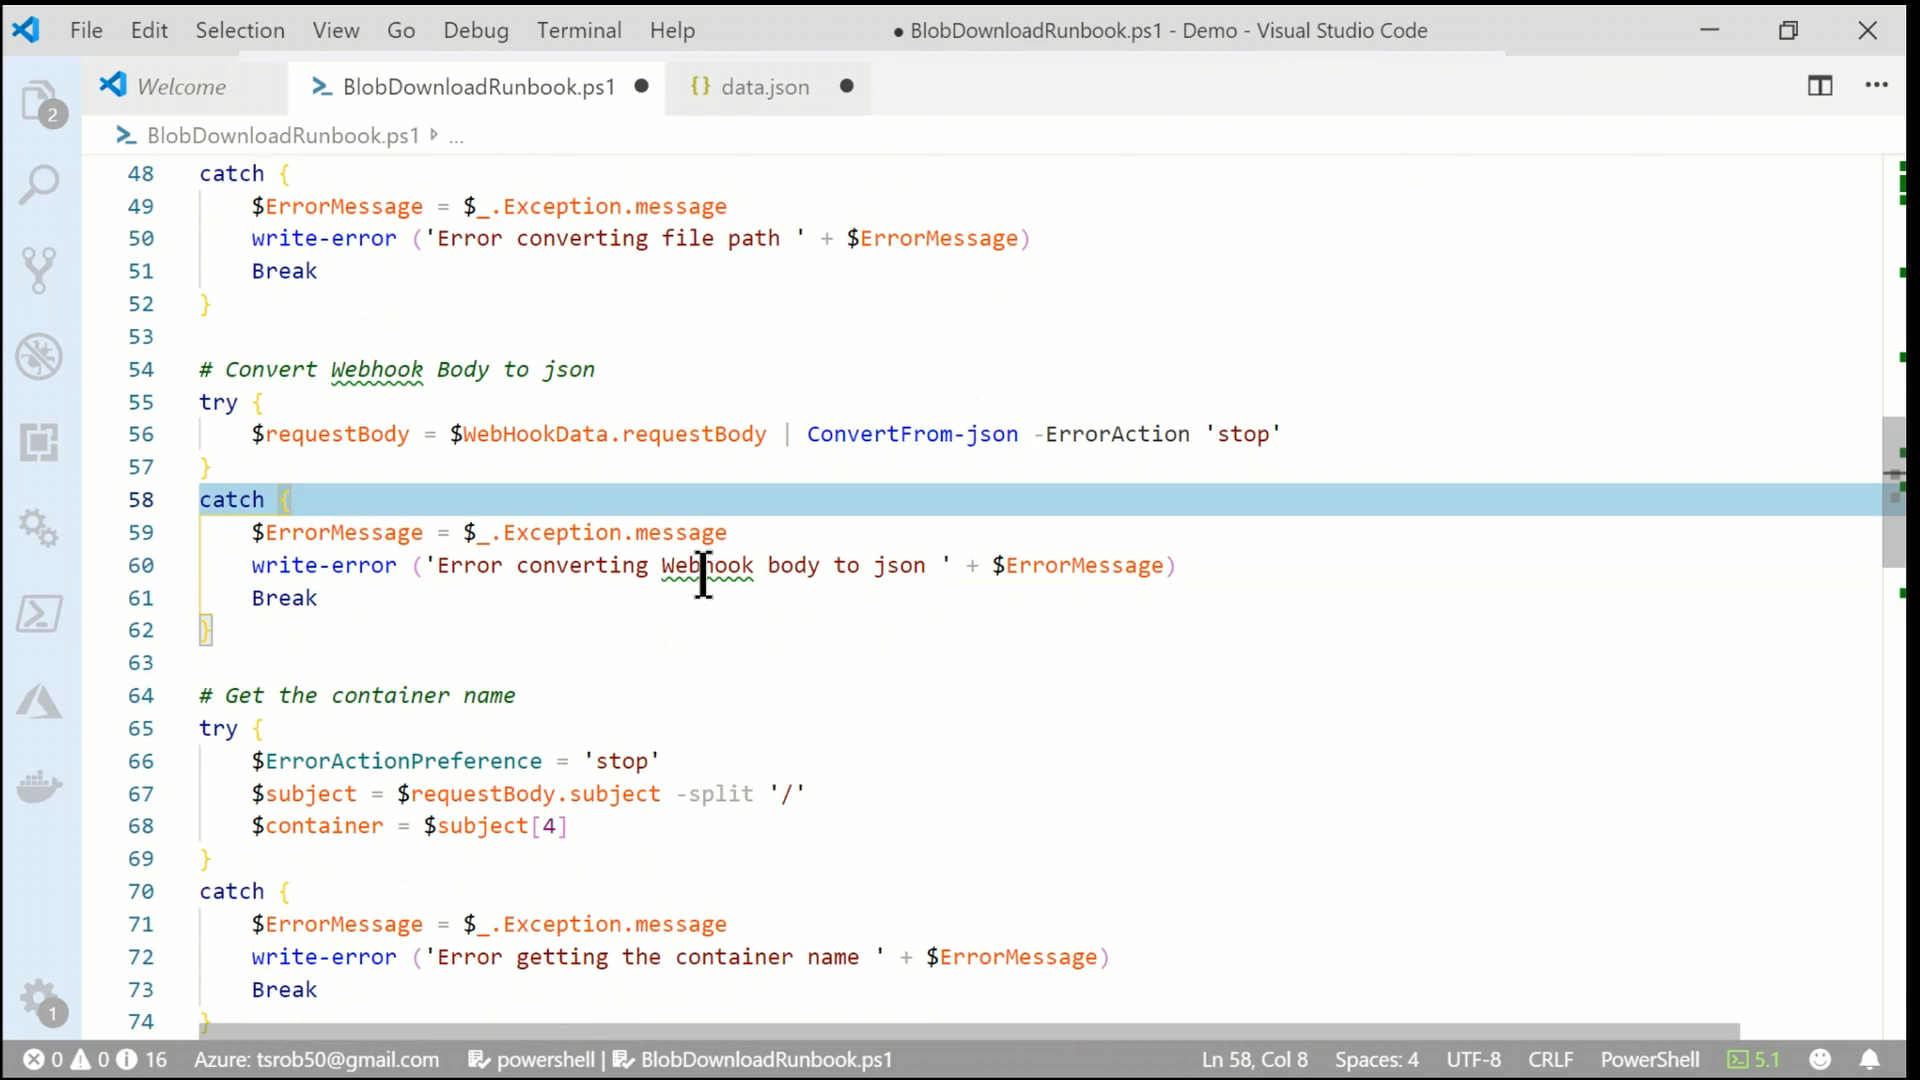 File Edit Selection View Go Debug Terminal Help ● BlobDownloadRunbook.ps1 - Demo - Visual Studio Code
2 Welcome BlobDownloadRunbook.ps1 ● {} data.json ● ...
BlobDownloadRunbook.ps1 ...
48 catch {
49 $ErrorMessage = $_.Exception.message
50 write-error ('Error converting file path ' + $ErrorMessage)
51 Break
52 }
53
54 # Convert Webhook Body to json
55 try {
56 $requestBody = $WebHookData.requestBody | ConvertFrom-json -ErrorAction 'stop'
57 }
58 catch {
59 $ErrorMessage = $_.Exception.message
60 write-error ('Error converting Webhook body to json ' + $ErrorMessage)
61 Break
62 }
63
64 # Get the container name
65 try {
66 $ErrorActionPreference = 'stop'
67 $subject = $requestBody.subject -split '/'
68 $container = $subject[4]
69 }
70 catch {
71 $ErrorMessage = $_.Exception.message
72 write-error ('Error getting the container name ' + $ErrorMessage)
73 Break
74 }
1
0 0 16 Azure: tsrob50@gmail.com powershell | BlobDownloadRunbook.ps1 Ln 58, Col 8 Spaces: 4 UTF-8 CRLF PowerShell 5.1